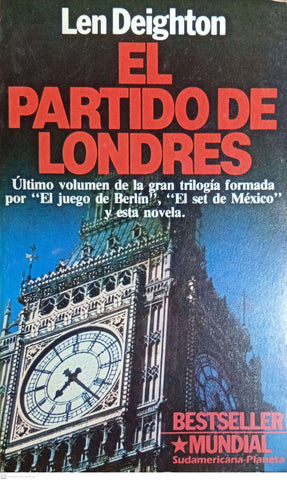 Len Deighton
EL
PARTIDO DE
LONDRES
Último volumen de la gran trilogía formada
por “El juego de Berlín”, “El set de México”
y esta novela.
BESTSELLER
★MUNDIAL
Sudamericana-Planeta